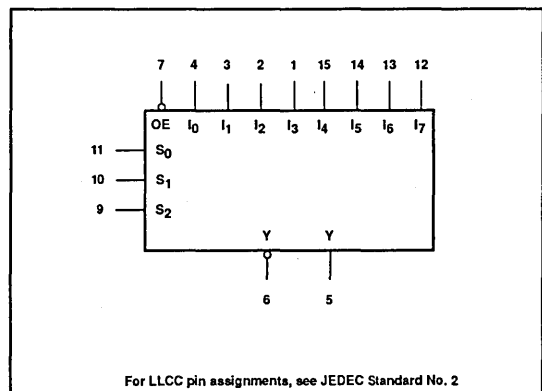 7 4 3 2 1 15 14 13 12
OE I0 I1 I2 I3 I4 I5 I6 I7
11 S0
10 S1
9 S2
Y Y
6 5
For LLCC pin assignments, see JEDEC Standard No. 2